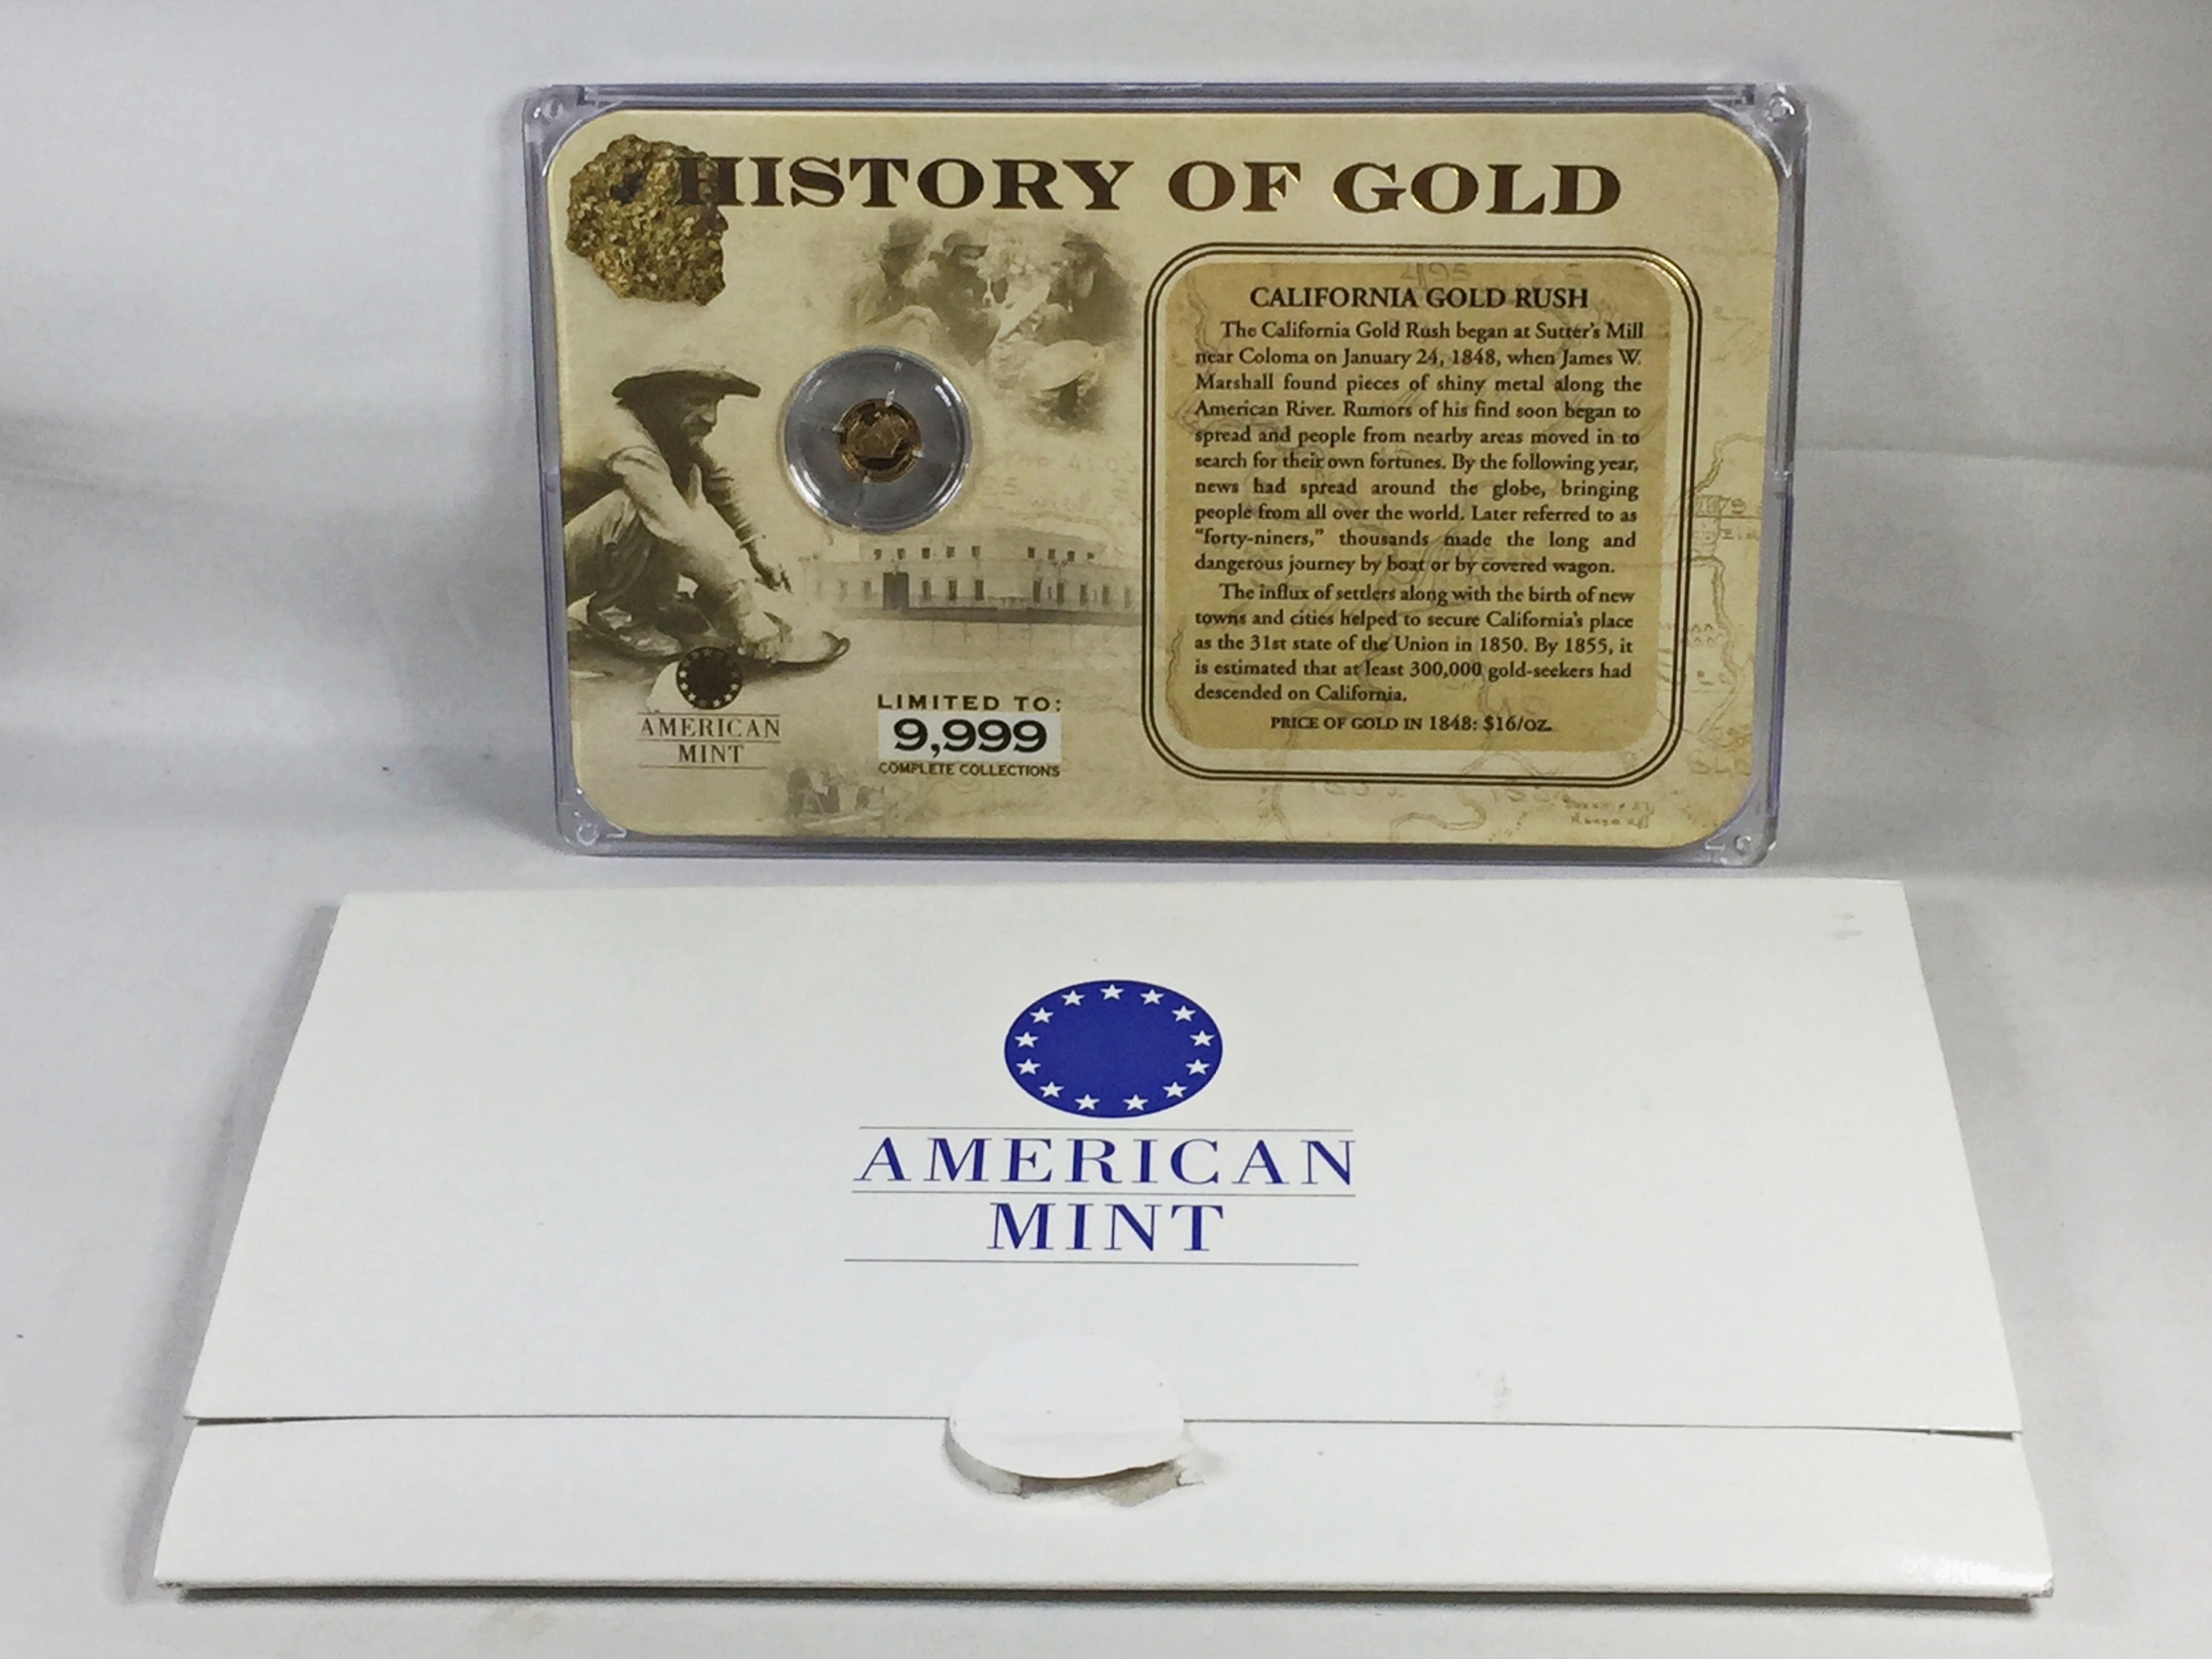 HISTORY OF GOLD
CALIFORNIA GOLD RUSH
The California Gold Rush began at Sutter's Mill
near Coloma on January 24, 1848, when James W.
Marshall found pieces of shiny metal along the
American River. Rumors of his find soon began to
spread and people from nearby areas moved in to
search for their own fortunes. By the following year,
news had spread around the globe, bringing
people from all over the world. Later referred to as
"forty-niners," thousands made the long and
dangerous journey by boat or by covered wagon.
The influx of settlers along with the birth of new
towns and cities helped to secure California's place
as the 31st state of the Union in 1850. By 1855, it
is estimated that at least 300,000 gold-seekers had
descended on California.
PRICE OF GOLD IN 1848: $16/OZ.
AMERICAN
MINT
LIMITED TO:
9,999
COMPLETE COLLECTIONS
AMERICAN
MINT